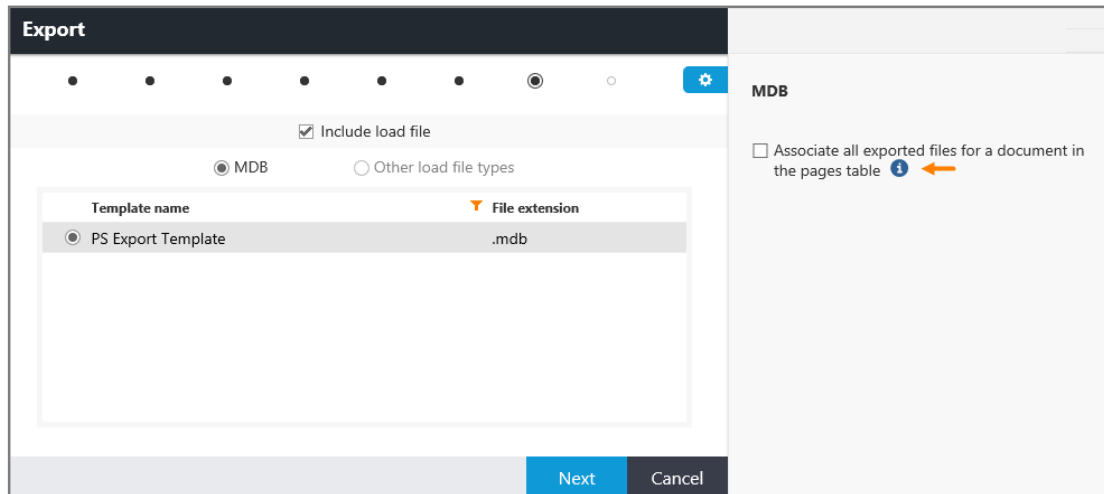 Export
Include load file
MDB
Other load file types
Template name
File extension
PS Export Template
.mdb
Next
Cancel
MDB
Associate all exported files for a document in
the pages table